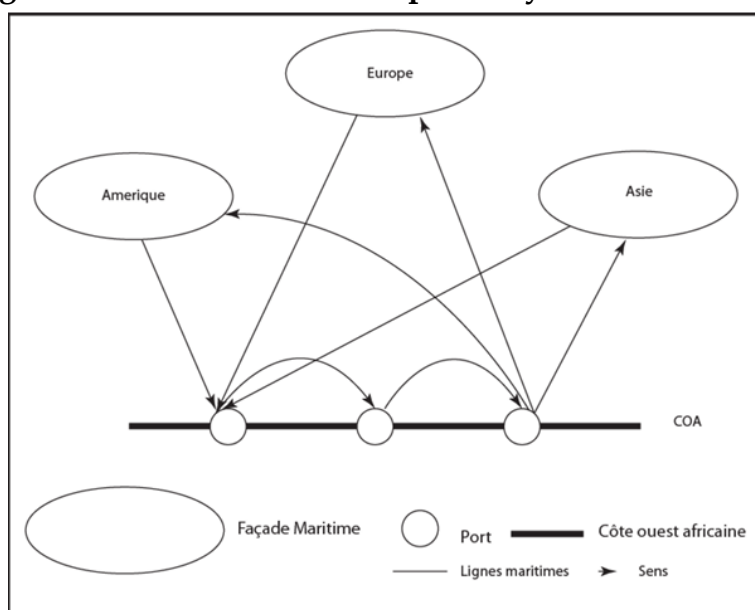 Europe
Amerique
Asie
COA
Façade Maritime
Port
Côte ouest africaine
Lignes maritimes
Sens